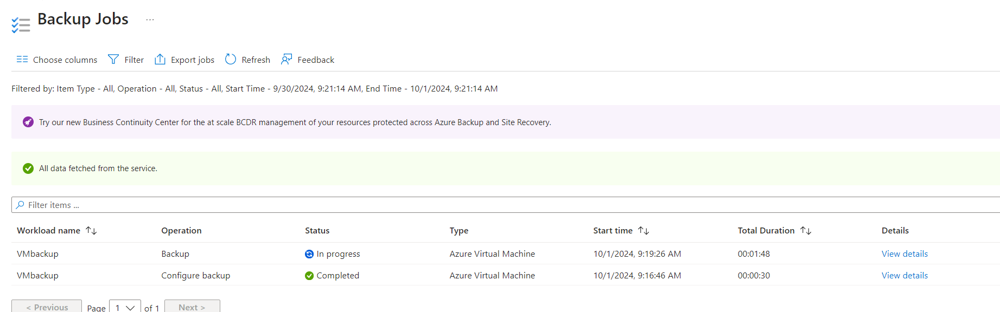 Backup Jobs ...
Choose columns Filter Export jobs Refresh Feedback
Filtered by: Item Type - All, Operation - All, Status - All, Start Time - 9/30/2024, 9:21:14 AM, End Time - 10/1/2024, 9:21:14 AM
Try our new Business Continuity Center for the at scale BCDR management of your resources protected across Azure Backup and Site Recovery.
All data fetched from the service.
Filter items ...
Workload name Operation Status Type Start time Total Duration Details
VMbackup Backup In progress Azure Virtual Machine 10/1/2024, 9:19:26 AM 00:01:48 View details
VMbackup Configure backup Completed Azure Virtual Machine 10/1/2024, 9:16:46 AM 00:00:30 View details
< Previous Page 1 of 1 Next >